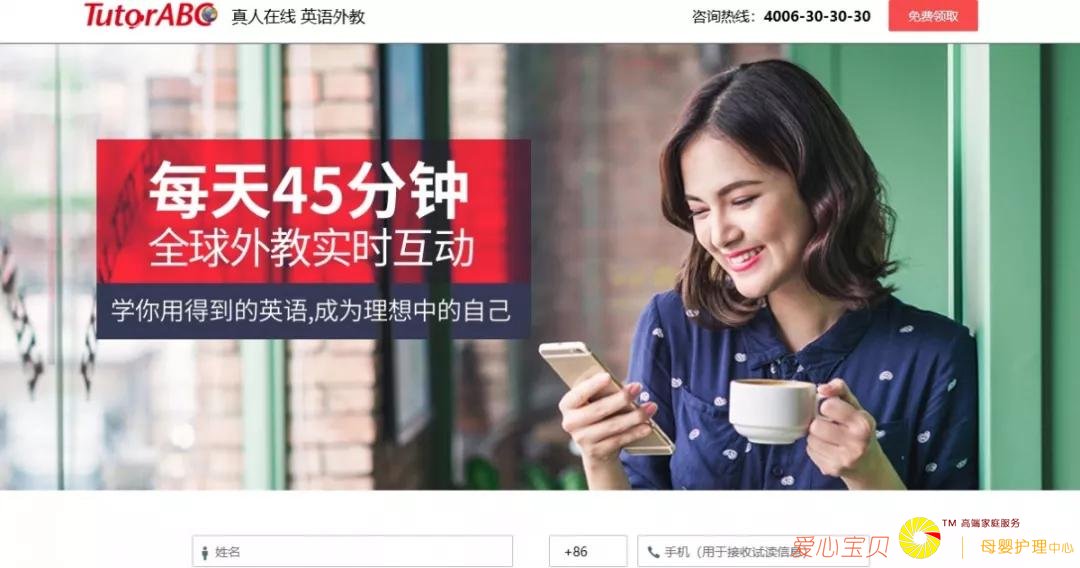 TutorABC 真人在线 英语外教
咨询热线：4006-30-30-30
免费领取
每天45分钟
全球外教实时互动
学你用得到的英语,成为理想中的自己
姓名
+86
手机（用于接收试读信息
爱心宝贝
TM 高端家庭服务
母婴护理中心